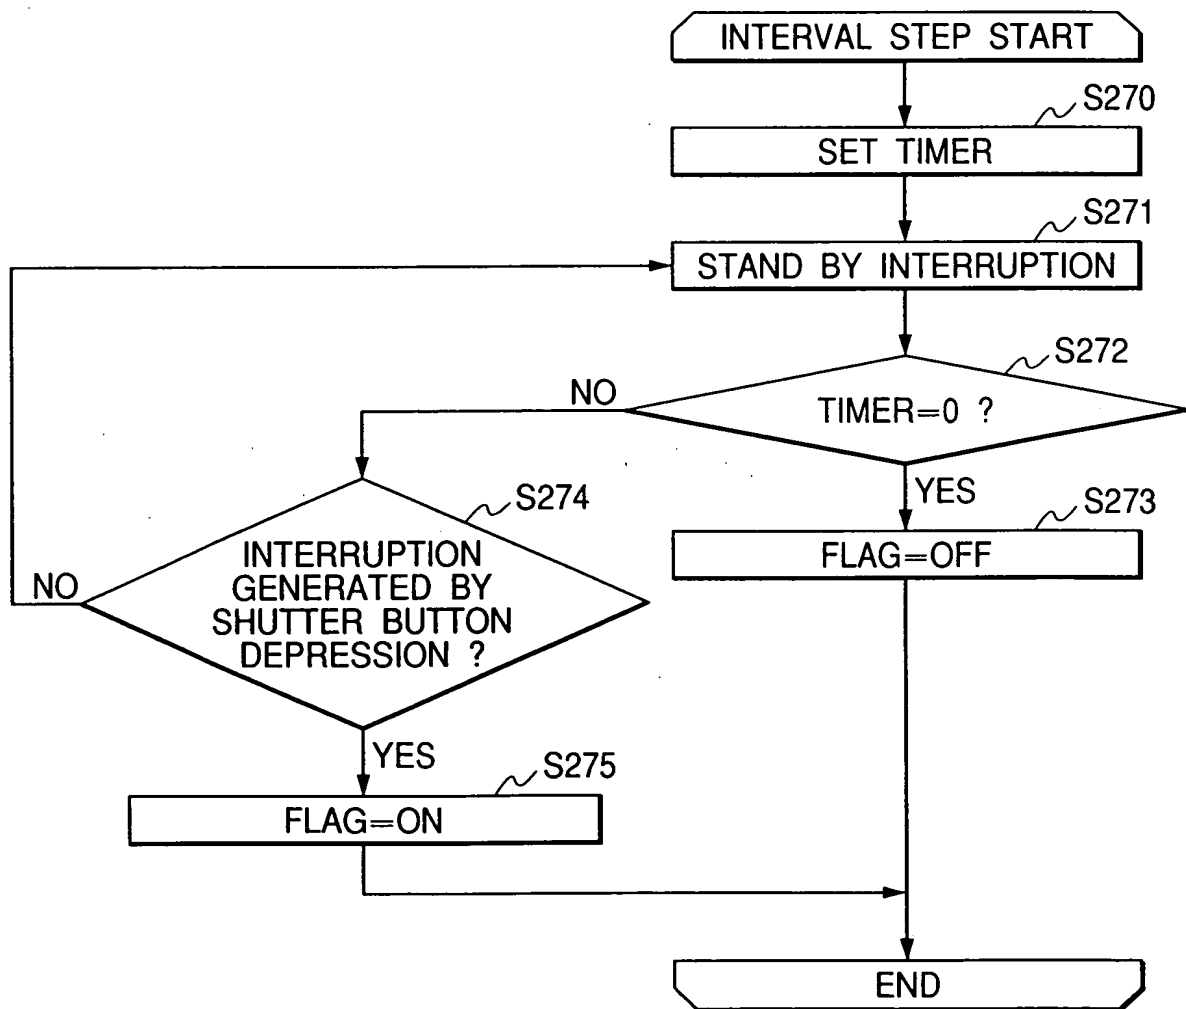 INTERVAL STEP START
S270
SET TIMER
S271
STAND BY INTERRUPTION
S272
TIMER=0 ?
NO
YES
S273
FLAG=OFF
S274
INTERRUPTION
GENERATED BY
SHUTTER BUTTON
DEPRESSION ?
NO
YES
S275
FLAG=ON
END